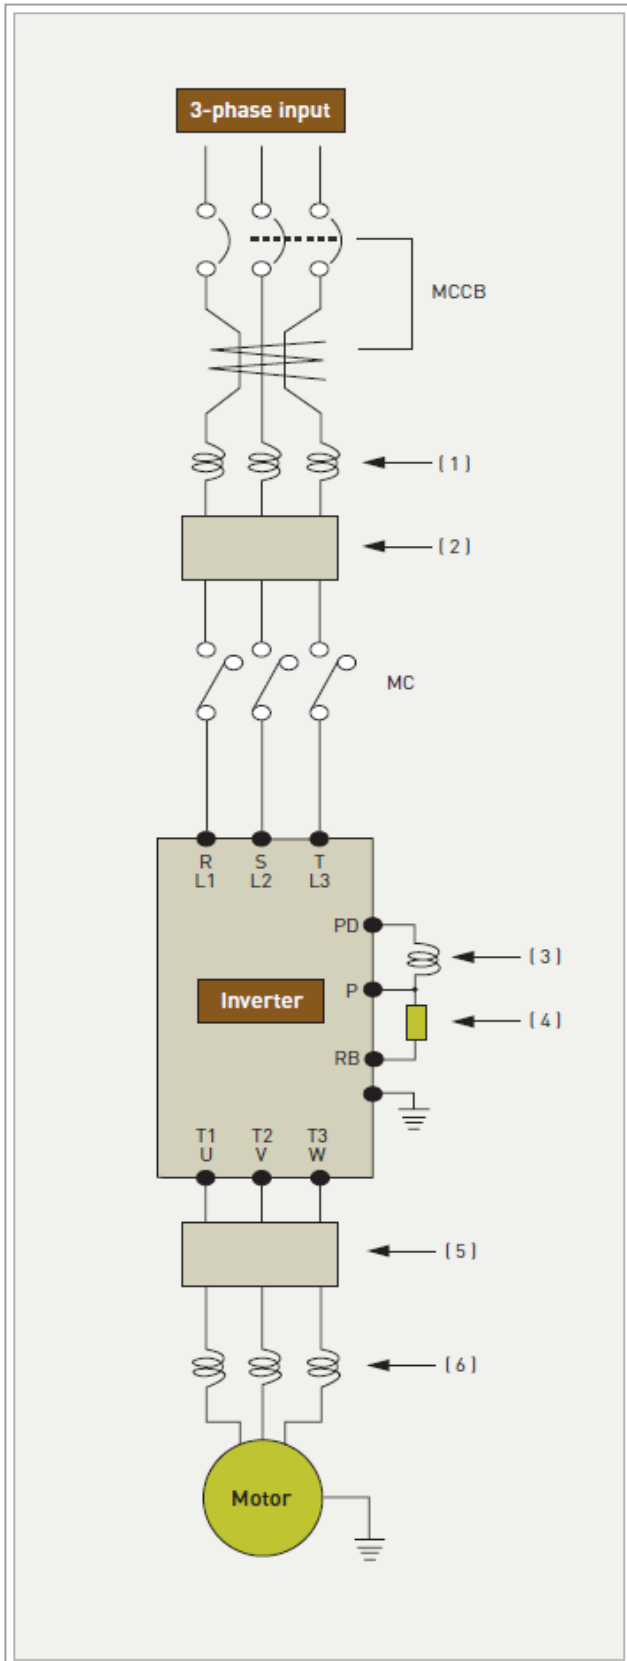 3-phase input
MCCB
( 1 )
( 2 )
MC
R S T
L1 L2 L3
PD
( 3 )
P
Inverter
( 4 )
RB
T1 T2 T3
U V W
( 5 )
( 6 )
Motor